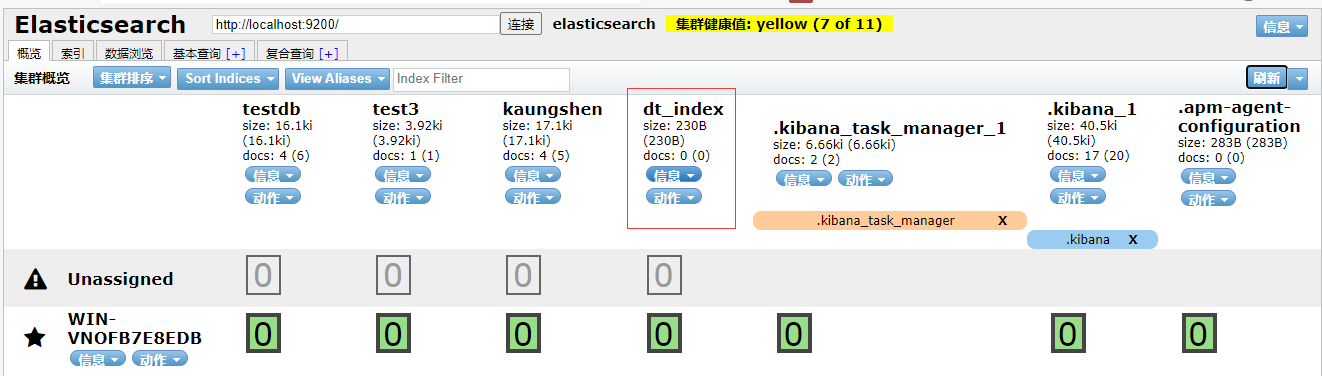 Elasticsearch http://localhost:9200/ 连接 elasticsearch 集群健康值: yellow (7 of 11) 信息
概览 索引 数据浏览 基本查询 [+] 复合查询 [+]
集群概览 集群排序 Sort Indices View Aliases Index Filter 刷新
testdb
size: 16.1ki
(16.1ki)
docs: 4 (6)
信息
动作
test3
size: 3.92ki
(3.92ki)
docs: 1 (1)
信息
动作
kaungshen
size: 17.1ki
(17.1ki)
docs: 4 (5)
信息
动作
dt_index
size: 230B
(230B)
docs: 0 (0)
信息
动作
.kibana_task_manager_1
size: 6.66ki (6.66ki)
docs: 2 (2)
信息 动作
.kibana_1
size: 40.5ki
(40.5ki)
docs: 17 (20)
信息
动作
.apm-agent-
configuration
size: 283B (283B)
docs: 0 (0)
信息
动作
.kibana_task_manager X
.kibana X
Unassigned 0 0 0 0
WIN-
VNOFB7E8EDB
信息 动作
0 0 0 0 0 0 0